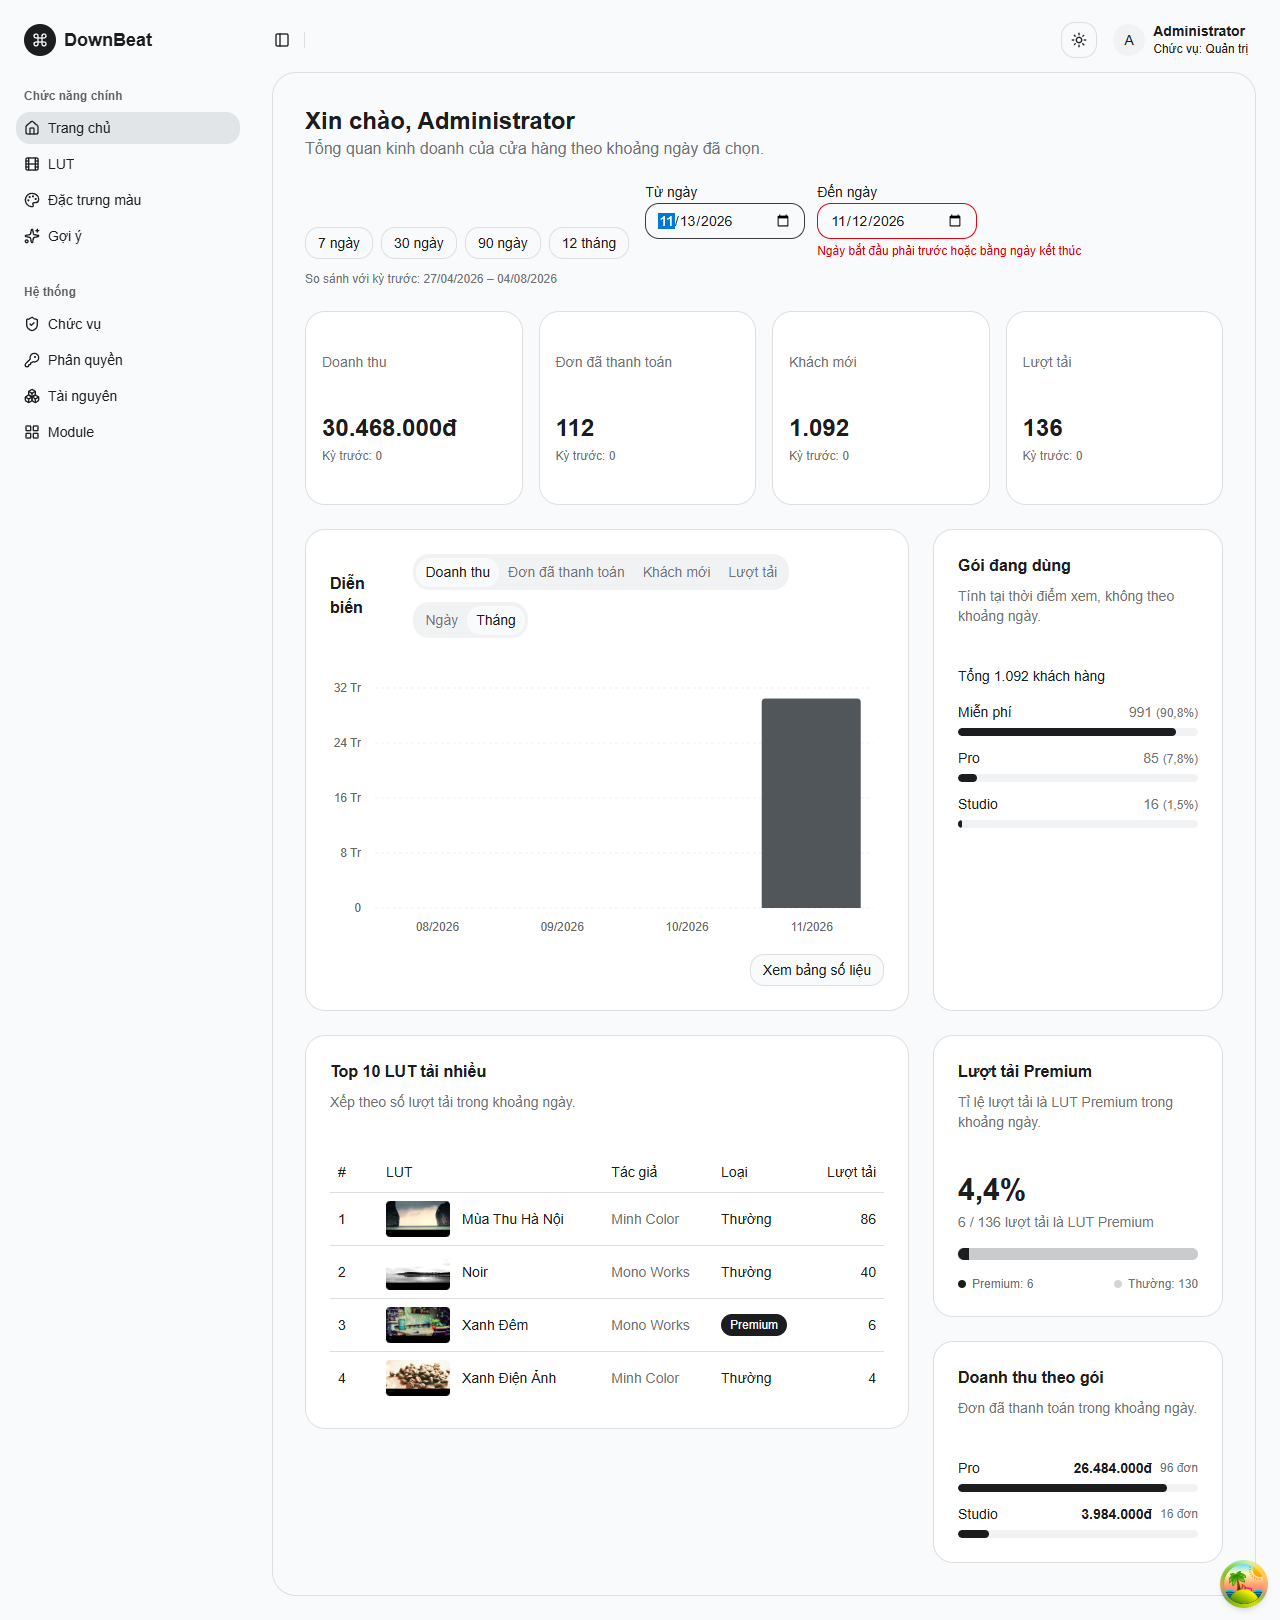 DownBeat
Administrator
A
Chức vụ: Quản trị
Chức năng chính
Trang chủ
LUT
Đặc trưng màu
Gợi ý
Hệ thống
Chức vụ
Phân quyền
Tài nguyên
Module
Xin chào, Administrator
Tổng quan kinh doanh của cửa hàng theo khoảng ngày đã chọn.
7 ngày
30 ngày
90 ngày
12 tháng
Từ ngày
11/13/2026
Đến ngày
11/12/2026
Ngày bắt đầu phải trước hoặc bằng ngày kết thúc
So sánh với kỳ trước: 27/04/2026 – 04/08/2026
Doanh thu
30.468.000đ
Kỳ trước: 0
Đơn đã thanh toán
112
Kỳ trước: 0
Khách mới
1.092
Kỳ trước: 0
Lượt tải
136
Kỳ trước: 0
Diễn
biến
Doanh thu
Đơn đã thanh toán
Khách mới
Lượt tải
Ngày
Tháng
32 Tr
24 Tr
16 Tr
8 Tr
0
08/2026
09/2026
10/2026
11/2026
Xem bảng số liệu
Gói đang dùng
Tính tại thời điểm xem, không theo
khoảng ngày.
Tổng 1.092 khách hàng
Miễn phí 991 (90,8%)
Pro 85 (7,8%)
Studio 16 (1,5%)
Top 10 LUT tải nhiều
Xếp theo số lượt tải trong khoảng ngày.
# LUT Tác giả Loại Lượt tải
1 Mùa Thu Hà Nội Minh Color Thường 86
2 Noir Mono Works Thường 40
3 Xanh Đêm Mono Works Premium 6
4 Xanh Điện Ảnh Minh Color Thường 4
Lượt tải Premium
Tỉ lệ lượt tải là LUT Premium trong
khoảng ngày.
4,4%
6 / 136 lượt tải là LUT Premium
Premium: 6
Thường: 130
Doanh thu theo gói
Đơn đã thanh toán trong khoảng ngày.
Pro 26.484.000đ 96 đơn
Studio 3.984.000đ 16 đơn